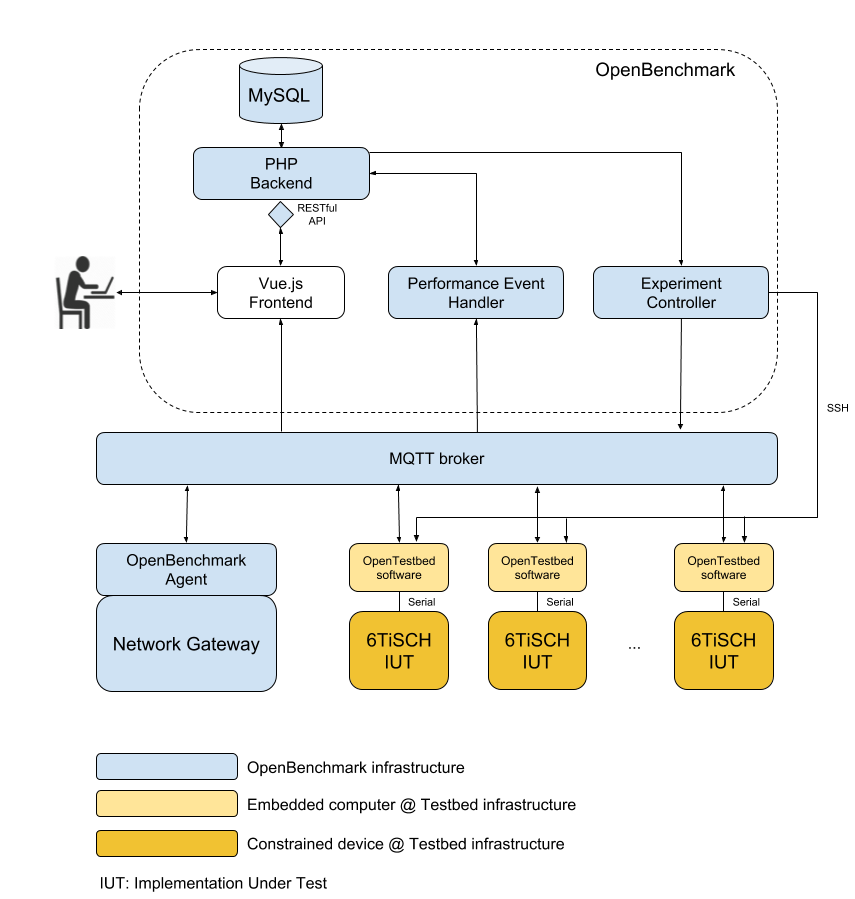 OpenBenchmark
MySQL
PHP
Backend
RESTful
API
Vue.js
Frontend
Performance Event
Handler
Experiment
Controller
SSH
MQTT broker
OpenBenchmark
Agent
Network Gateway
OpenTestbed
software
Serial
6TiSCH
IUT
OpenTestbed
software
Serial
6TiSCH
IUT
...
OpenTestbed
software
Serial
6TiSCH
IUT
OpenBenchmark infrastructure
Embedded computer @ Testbed infrastructure
Constrained device @ Testbed infrastructure
IUT: Implementation Under Test